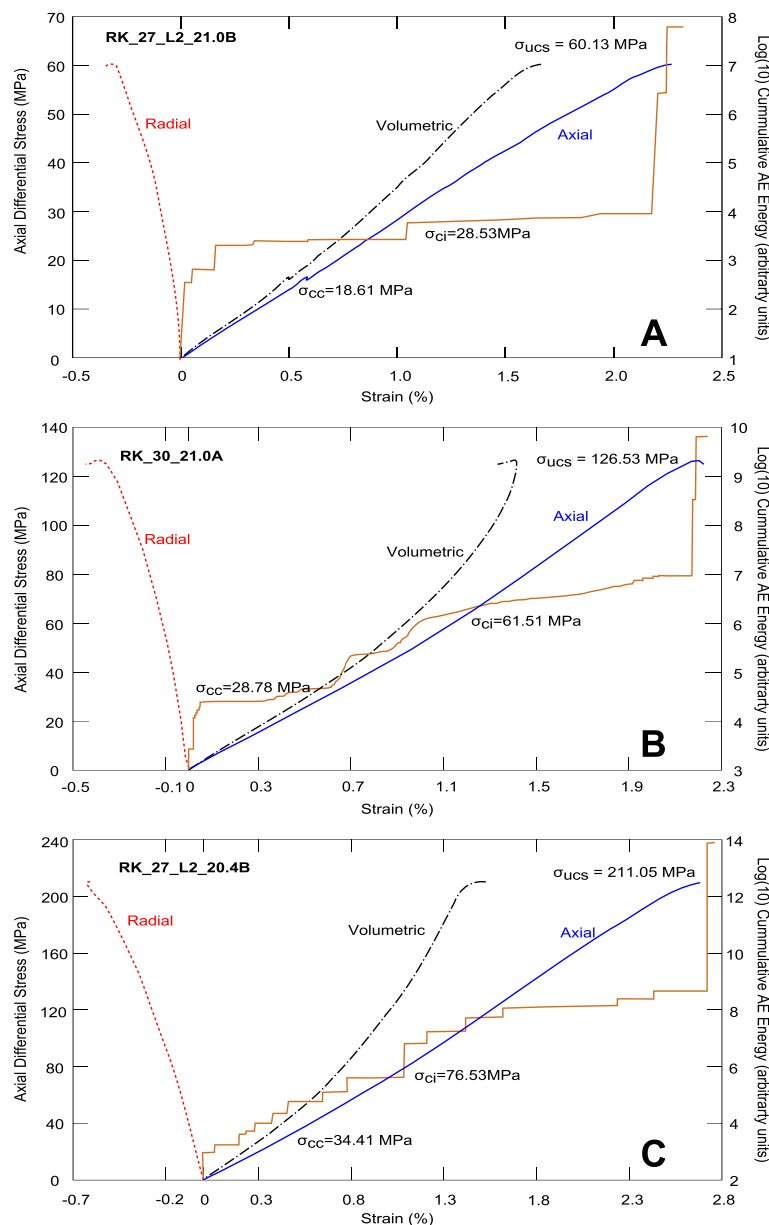 RK_27_L2_21.0B
σucs = 60.13 MPa
Radial
Volumetric
Axial
σci=28.53MPa
σcc=18.61 MPa
A
70
60
50
40
30
20
10
0
8
7
6
5
4
3
2
1
-0.5
0
0.5
1.0
1.5
2.0
2.5
Strain (%)
Axial Differential Stress (MPa)
Log(10) Cummulative AE Energy (arbitrarty units)
RK_30_21.0A
σucs = 126.53 MPa
Radial
Volumetric
Axial
σci=61.51 MPa
σcc=28.78 MPa
B
140
120
100
80
60
40
20
0
10
9
8
7
6
5
4
3
-0.5
-0.1
0
0.3
0.7
1.1
1.5
1.9
2.3
Strain (%)
Axial Differential Stress (MPa)
Log(10) Cummulative AE Energy (arbitrarty units)
RK_27_L2_20.4B
σucs = 211.05 MPa
Radial
Volumetric
Axial
σci=76.53MPa
σcc=34.41 MPa
C
240
200
160
120
80
40
0
14
12
10
8
6
4
2
-0.7
-0.2
0
0.3
0.8
1.3
1.8
2.3
2.8
Strain (%)
Axial Differential Stress (MPa)
Log(10) Cummulative AE Energy (arbitrarty units)